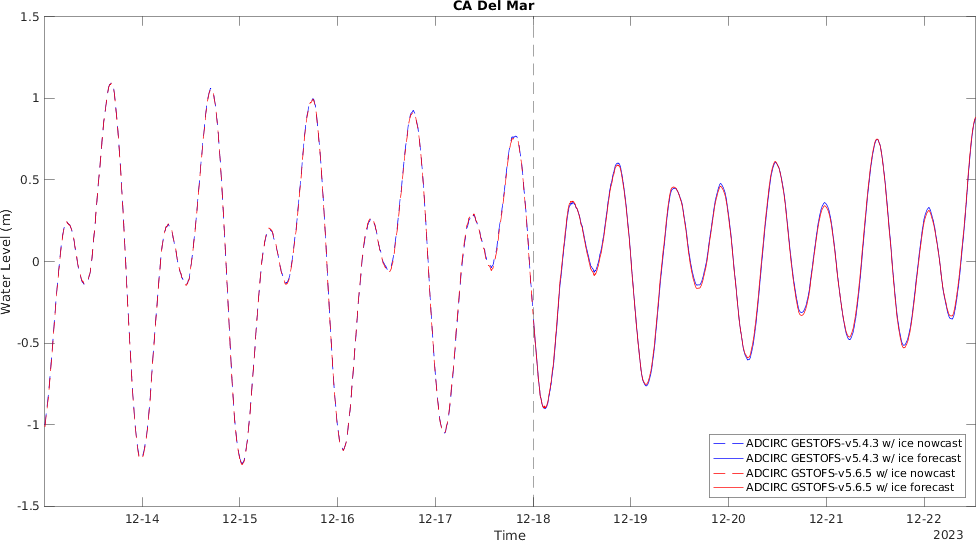 CA Del Mar
1.5
1
0.5
0
-0.5
-1
-1.5
Water Level (m)
12-14 12-15 12-16 12-17 12-18 12-19 12-20 12-21 12-22
Time
2023
ADCIRC GESTOFS-v5.4.3 w/ ice nowcast
ADCIRC GESTOFS-v5.4.3 w/ ice forecast
ADCIRC GSTOFS-v5.6.5 w/ ice nowcast
ADCIRC GSTOFS-v5.6.5 w/ ice forecast